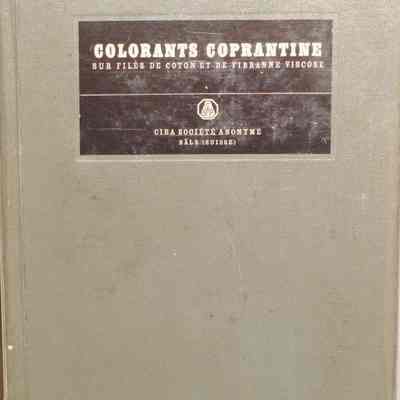 COLORANTS COPRANTINE
SUR FILÉS DE COTON ET DE FIBRANNE VISCOSE
CIBA SOCIÉTÉ ANONYME
BÂLE (SUISSE)